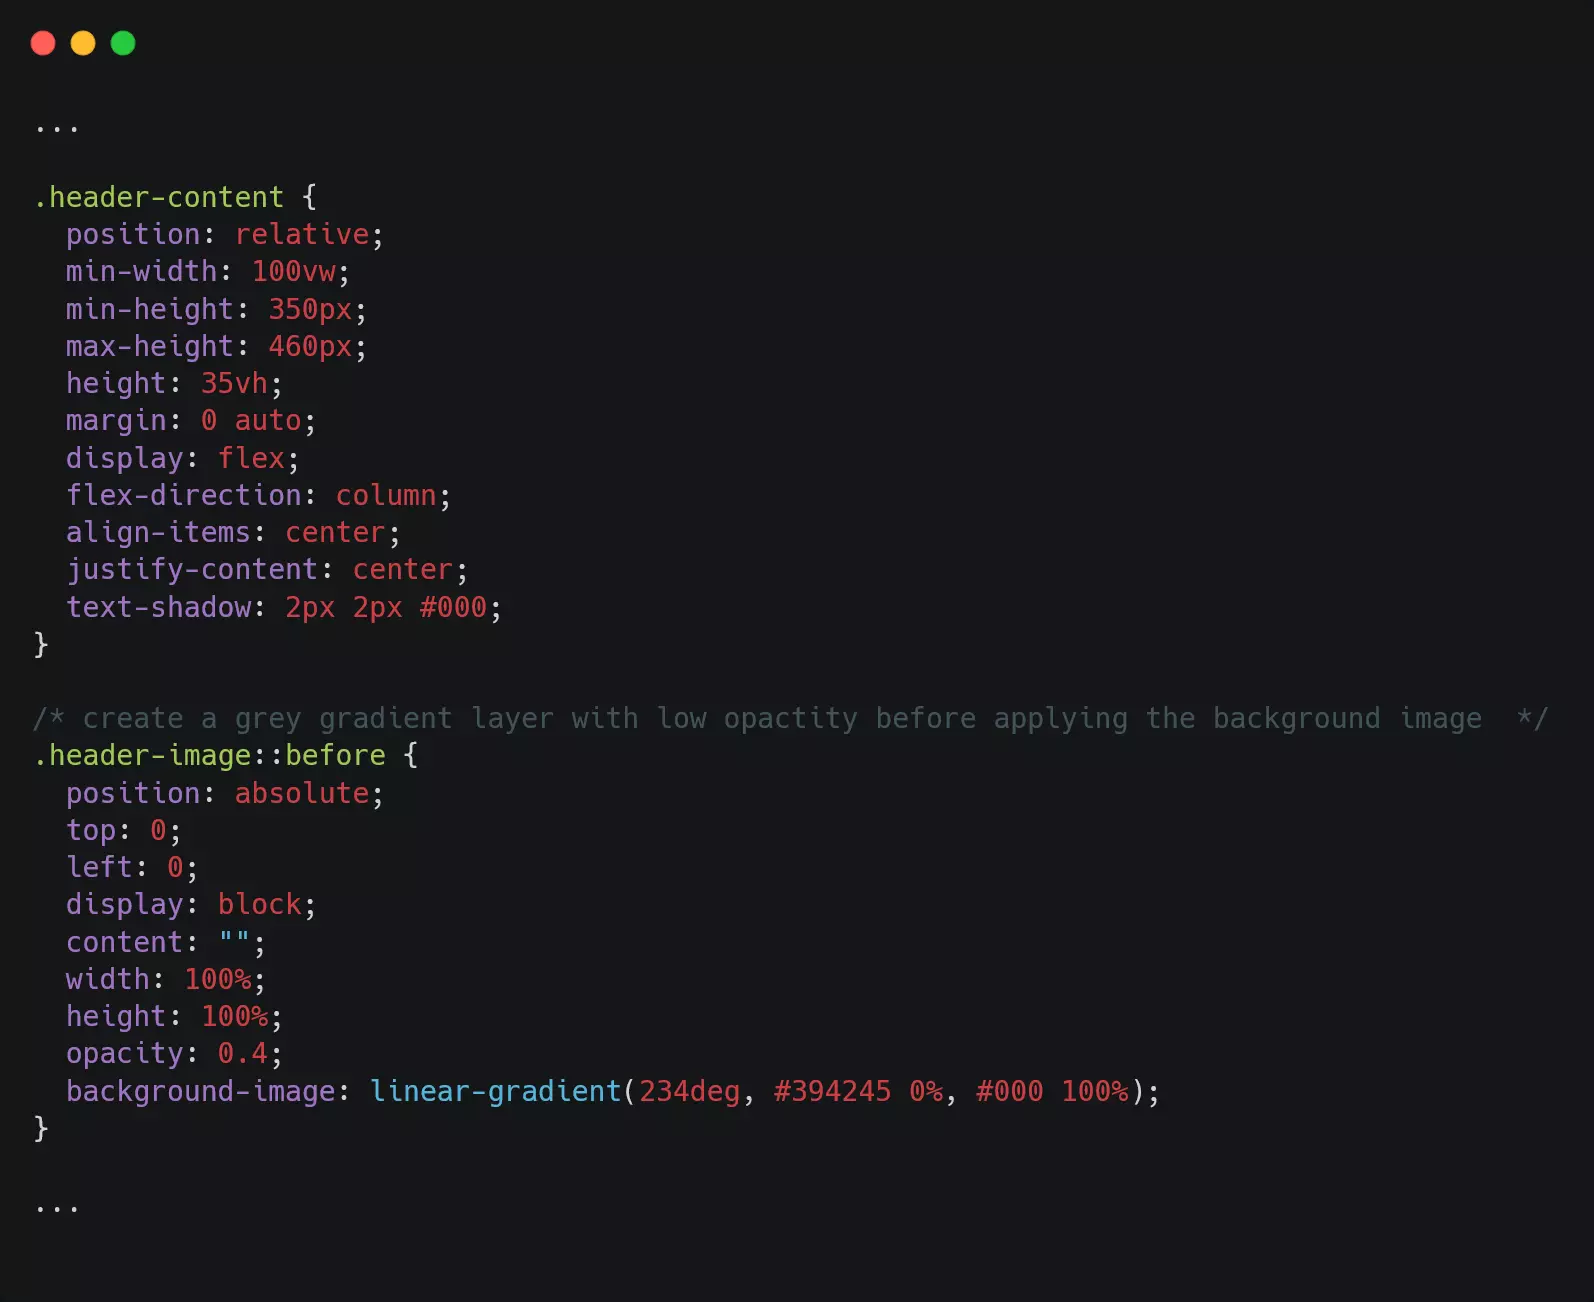 ...
.header-content {
  position: relative;
  min-width: 100vw;
  min-height: 350px;
  max-height: 460px;
  height: 35vh;
  margin: 0 auto;
  display: flex;
  flex-direction: column;
  align-items: center;
  justify-content: center;
  text-shadow: 2px 2px #000;
}
/* create a grey gradient layer with low opactity before applying the background image  */
.header-image::before {
  position: absolute;
  top: 0;
  left: 0;
  display: block;
  content: "";
  width: 100%;
  height: 100%;
  opacity: 0.4;
  background-image: linear-gradient(234deg, #394245 0%, #000 100%);
}
...